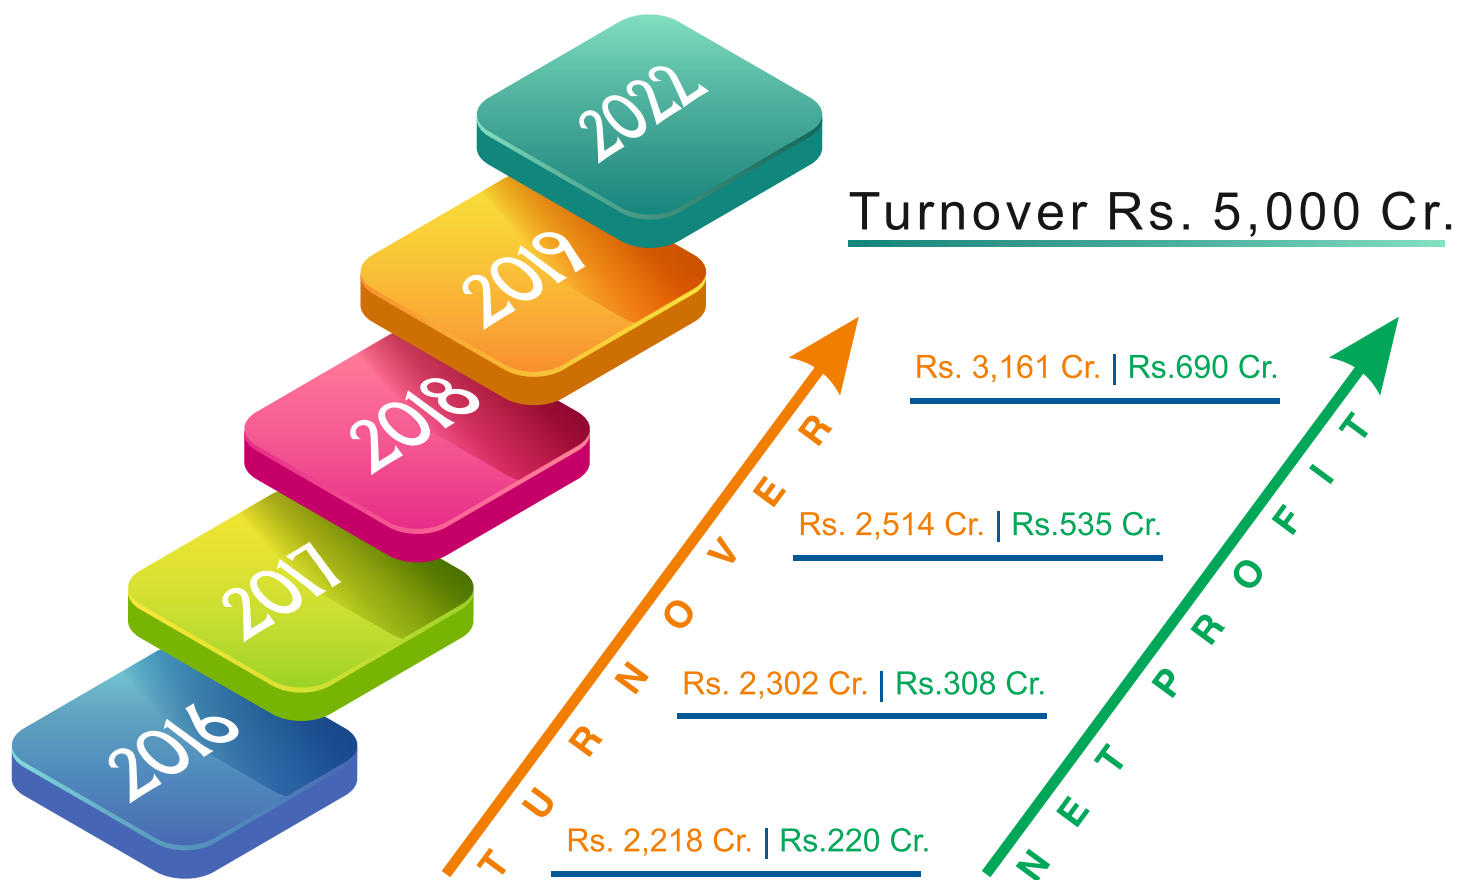 2022
Turnover Rs. 5,000 Cr.
2019
Rs. 3,161 Cr. | Rs.690 Cr.
2018
Rs. 2,514 Cr. | Rs.535 Cr.
2017
Rs. 2,302 Cr. | Rs.308 Cr.
2016
Rs. 2,218 Cr. | Rs.220 Cr.
TURNOVER
NET PROFIT